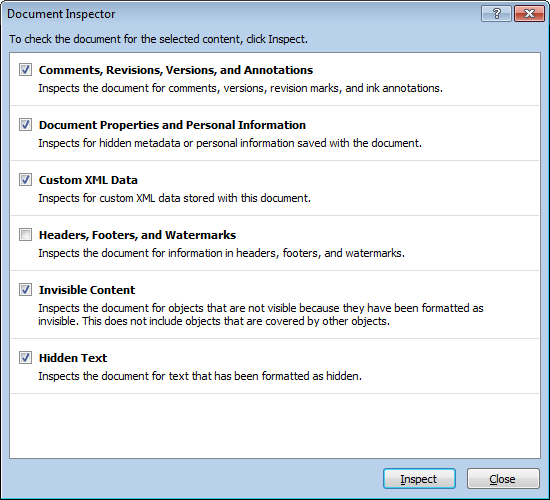 Document Inspector
?
To check the document for the selected content, click Inspect.
Comments, Revisions, Versions, and Annotations
Inspects the document for comments, versions, revision marks, and ink annotations.
Document Properties and Personal Information
Inspects for hidden metadata or personal information saved with the document.
Custom XML Data
Inspects for custom XML data stored with this document.
Headers, Footers, and Watermarks
Inspects the document for information in headers, footers, and watermarks.
Invisible Content
Inspects the document for objects that are not visible because they have been formatted as
invisible. This does not include objects that are covered by other objects.
Hidden Text
Inspects the document for text that has been formatted as hidden.
Inspect
Close